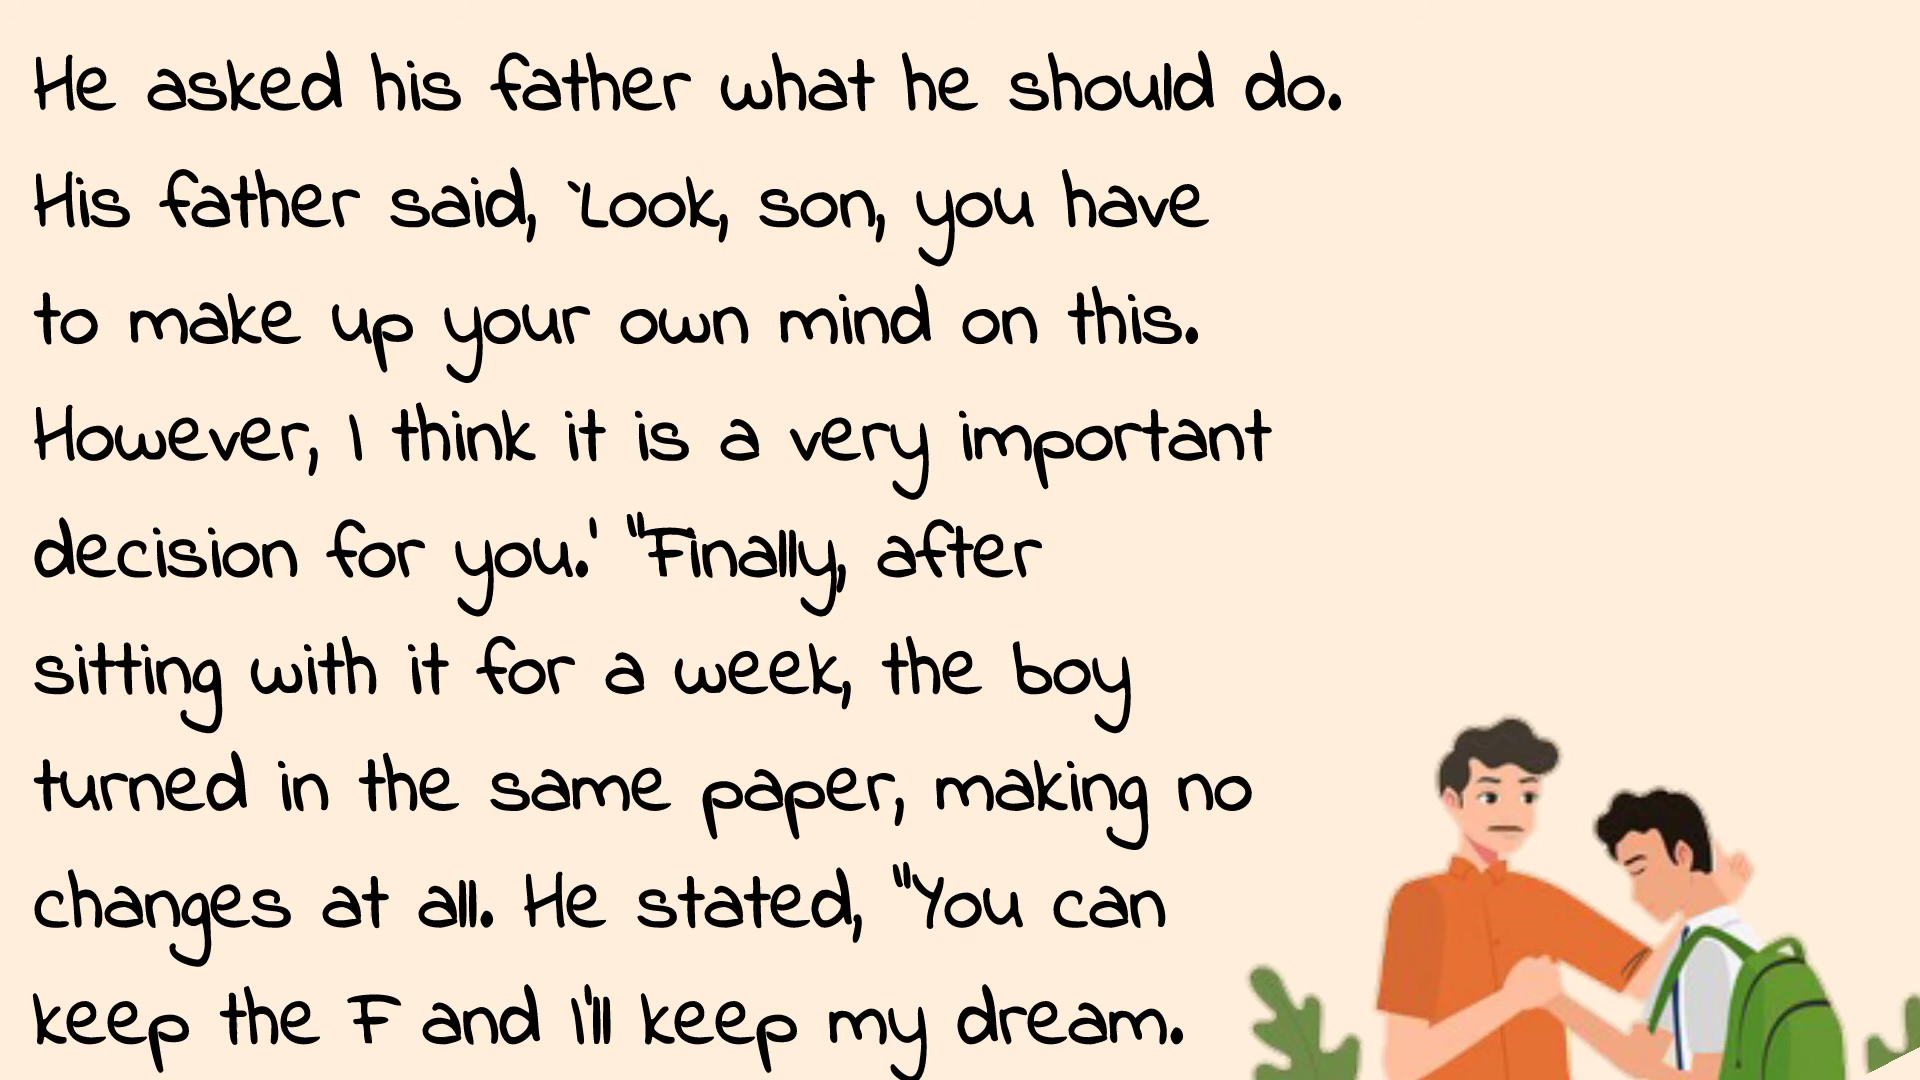 He asked his father what he should do.
His father said, 'Look, son, you have
to make up your own mind on this.
However, I think it is a very important
decision for you.' "Finally, after
sitting with it for a week, the boy
turned in the same paper, making no
changes at all. He stated, "You can
keep the F and I'll keep my dream.